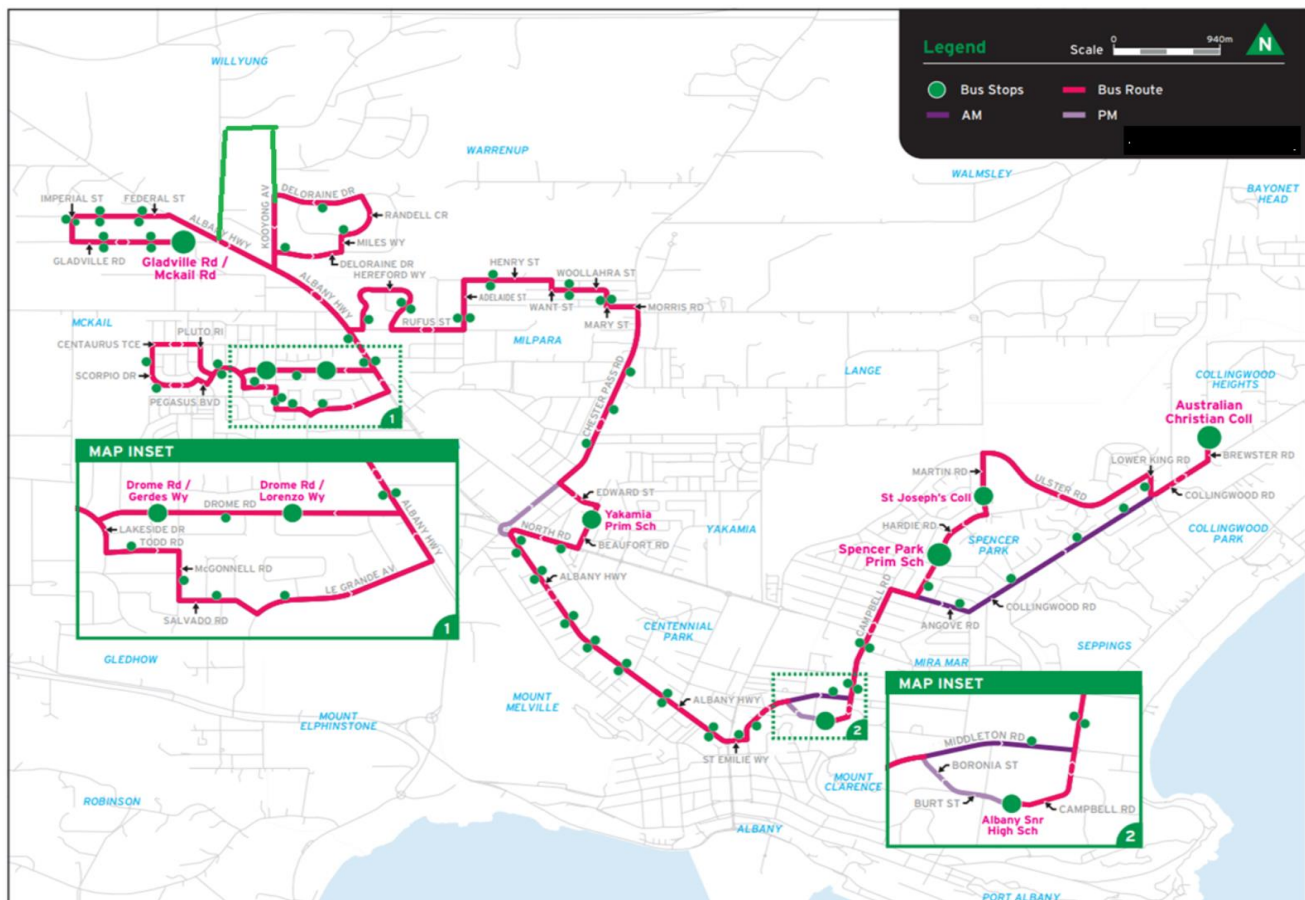 Legend
Scale
0
940m
N
Bus Stops
Bus Route
AM
PM
WILLYUNG
WARRENUP
WALMSLEY
BAYONET
HEAD
IMPERIAL ST
FEDERAL ST
ALBANY HWY
KOOYONG AV
DELORAINE DR
RANDELL CR
MILES WY
DELORAINE DR
GLADVILLE RD
Gladville Rd /
Mckail Rd
ALBANY HWY
HEREFORD WY
HENRY ST
WOOLLAHRA ST
ADELAIDE ST
WANT ST
MORRIS RD
MARY ST
RUFUS ST
MCKAIL
PLUTO RI
CENTAURUS TCE
SCORPIO DR
PEGASUS BVD
MILPARA
1
LANGE
CHESTER PASS RD
COLLINGWOOD
HEIGHTS
Australian
Christian Coll
LOWER KING RD
BREWSTER RD
MARTIN RD
ULSTER RD
COLLINGWOOD RD
St Joseph's Coll
HARDIE RD
SPENCER
PARK
COLLINGWOOD
PARK
Spencer Park
Prim Sch
EDWARD ST
Yakamia
Prim Sch
NORTH RD
BEAUFORT RD
YAKAMIA
ALBANY HWY
CAMPBELL RD
COLLINGWOOD RD
ANGOVE RD
CENTENNIAL
PARK
MIRA MAR
SEPPINGS
MAP INSET
Drome Rd /
Gerdes Wy
Drome Rd /
Lorenzo Wy
DROME RD
LAKESIDE DR
TODD RD
ALBANY HWY
McGONNELL RD
LE GRANDE AV
SALVADO RD
1
GLEDHOW
MOUNT
ELPHINSTONE
MOUNT
MELVILLE
ALBANY HWY
ST EMILIE WY
2
MOUNT
CLARENCE
ROBINSON
ALBANY
PORT ALBANY
MAP INSET
MIDDLETON RD
BORONIA ST
BURT ST
CAMPBELL RD
Albany Snr
High Sch
2